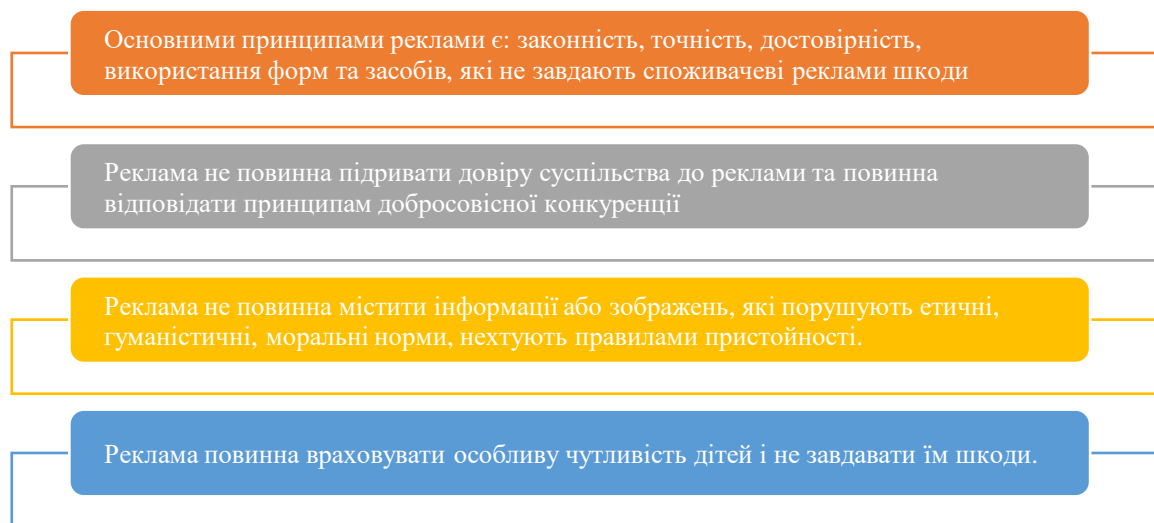 Основними принципами реклами є: законність, точність, достовірність,
використання форм та засобів, які не завдають споживачеві реклами шкоди
Реклама не повинна підривати довіру суспільства до реклами та повинна
відповідати принципам добросовісної конкуренції
Реклама не повинна містити інформації або зображень, які порушують етичні,
гуманістичні, моральні норми, нехтують правилами пристойності.
Реклама повинна враховувати особливу чутливість дітей і не завдавати їм шкоди.